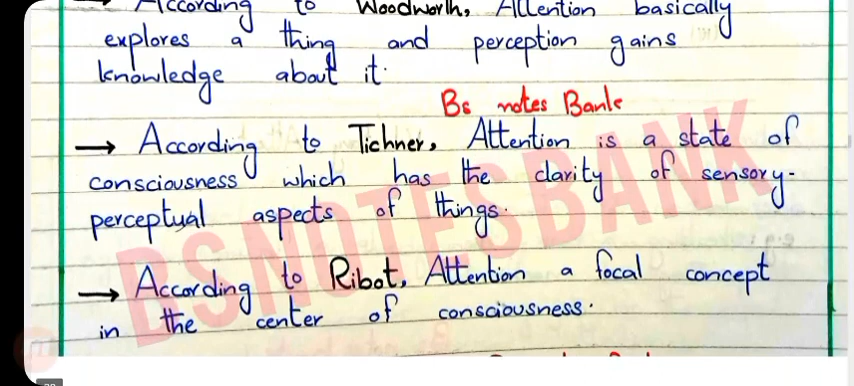 → According to Woodworth, Attention basically
explores a thing and perception gains
knowledge about it.
Bs notes Bank
→ According to Tichner, Attention is a state of
consciousness which has the clarity of sensory-
perceptual aspects of things.
→ According to Ribot, Attention a focal concept
in the center of consciousness.
BSNOTESBANK